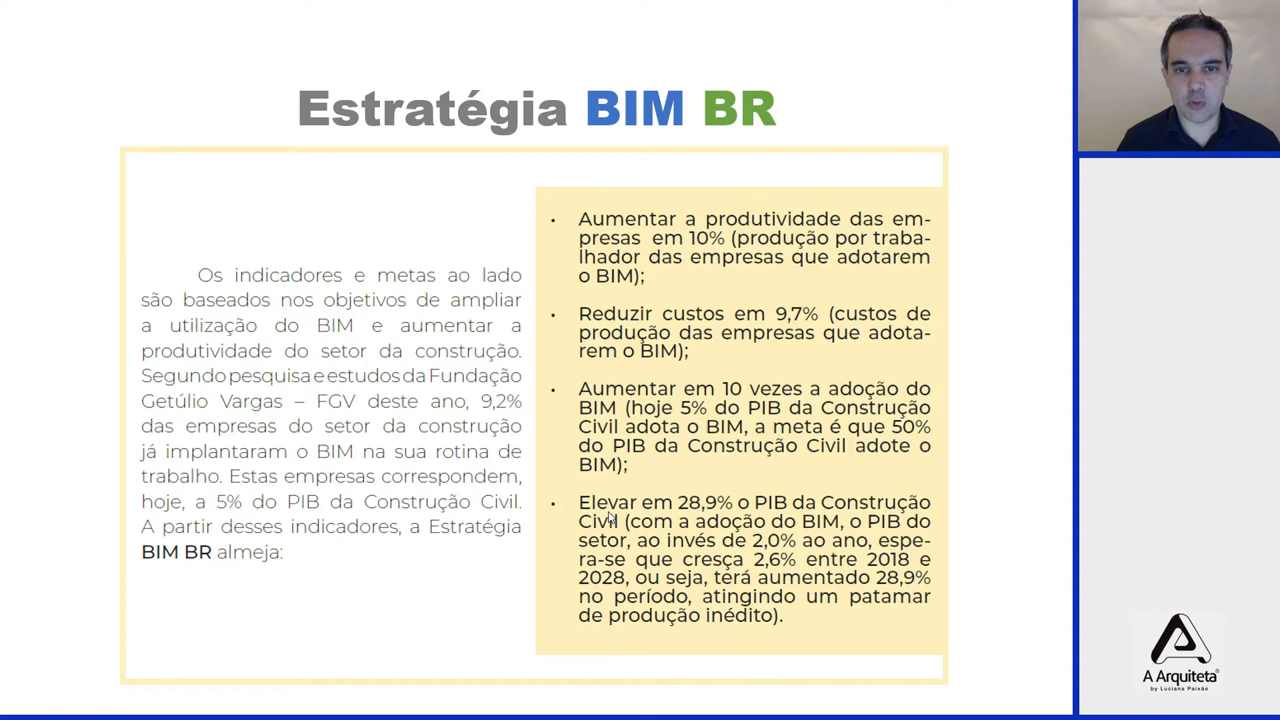 Estratégia BIM BR
Os indicadores e metas ao lado
são baseados nos objetivos de ampliar
a utilização do BIM e aumentar a
produtividade do setor da construção.
Segundo pesquisa e estudos da Fundação
Getúlio Vargas – FGV deste ano, 9,2%
das empresas do setor da construção
já implantaram o BIM na sua rotina de
trabalho. Estas empresas correspondem,
hoje, a 5% do PIB da Construção Civil.
A partir desses indicadores, a Estratégia
BIM BR almeja:
• Aumentar a produtividade das em-
presas em 10% (produção por traba-
lhador das empresas que adotarem
o BIM);
• Reduzir custos em 9,7% (custos de
produção das empresas que adota-
rem o BIM);
• Aumentar em 10 vezes a adoção do
BIM (hoje 5% do PIB da Construção
Civil adota o BIM, a meta é que 50%
do PIB da Construção Civil adote o
BIM);
• Elevar em 28,9% o PIB da Construção
Civil (com a adoção do BIM, o PIB do
setor, ao invés de 2,0% ao ano, espe-
ra-se que cresça 2,6% entre 2018 e
2028, ou seja, terá aumentado 28,9%
no período, atingindo um patamar
de produção inédito).
A Arquiteta®
by Luciana Paixão